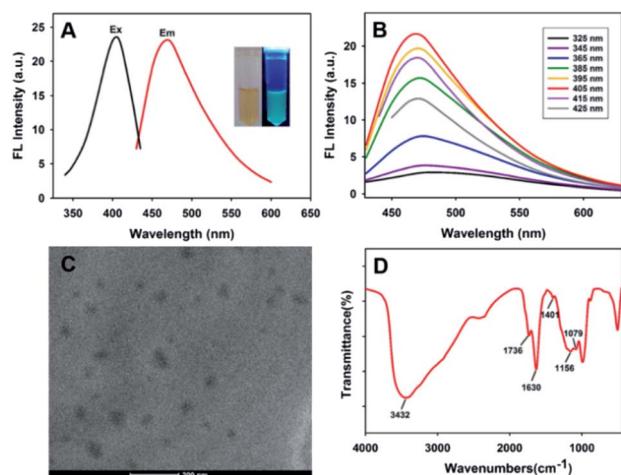 A
Ex
Em
FL Intensity (a.u.)
25
20
15
10
5
0
350 400 450 500 550 600 650
Wavelength (nm)
B
325 nm
345 nm
365 nm
385 nm
395 nm
405 nm
415 nm
425 nm
FL Intensity (a.u.)
20
15
10
5
0
450 500 550 600
Wavelength (nm)
C
200 nm
D
Transmittance(%)
3432
1736
1630
1401
1156
1079
4000 3000 2000 1000
Wavenumbers(cm⁻¹)